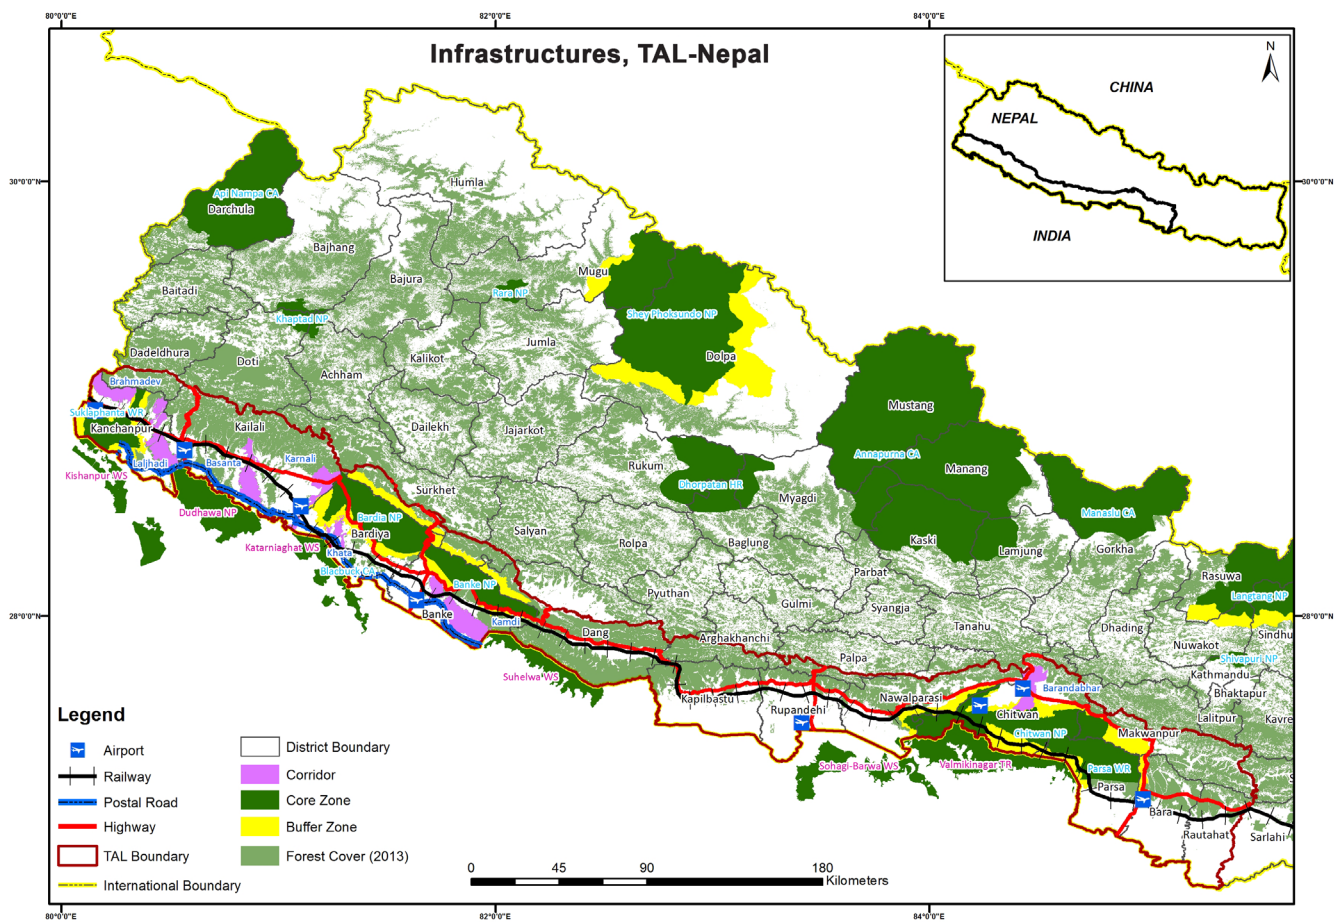 80°0'0"E
82°0'0"E
84°0'0"E
Infrastructures, TAL-Nepal
N
CHINA
NEPAL
INDIA
30°0'0"N
30°0'0"N
Humla
Api Nampa CA
Darchula
Bajhang
Mugu
Bajura
Baitadi
Rara NP
Khaptad NP
Shey Phoksundo NP
Jumla
Dadeldhura
Doti
Kalikot
Dolpa
Achham
Brahmadev
Mustang
Suklaphanta WR
Kanchanpur
Kailali
Dailekh
Jajarkot
Annapurna CA
Laljhadi
Basanta
Karnali
Rukum
Manang
Kishanpur WS
Dhorpatan HR
Surkhet
Myagdi
Dudhawa NP
Manaslu CA
Bardia NP
Bardiya
Salyan
Rolpa
Baglung
Kaski
Katarniaghat WS
Khata
Lamjung
Gorkha
Blacbuck CA
Parbat
Rasuwa
Banke NP
Pyuthan
Gulmi
Syangja
Langtang NP
28°0'0"N
28°0'0"N
Banke
Kamdi
Dang
Tanahu
Dhading
Sindhu
Arghakhanchi
Nuwakot
Palpa
Shivapuri NP
Kathmandu
Suhelwa WS
Barandabhar
Bhaktapur
Kapilbastu
Nawalparasi
Rupandehi
Chitwan
Lalitpur
Kavre
Chitwan NP
Makwanpur
Sohagi-Barwa WS
Valmikinagar TR
Parsa WR
S
Parsa
Bara
Rautahat
Sarlahi
Legend
Airport
Railway
Postal Road
Highway
TAL Boundary
International Boundary
District Boundary
Corridor
Core Zone
Buffer Zone
Forest Cover (2013)
0
45
90
180
Kilometers
80°0'0"E
82°0'0"E
84°0'0"E